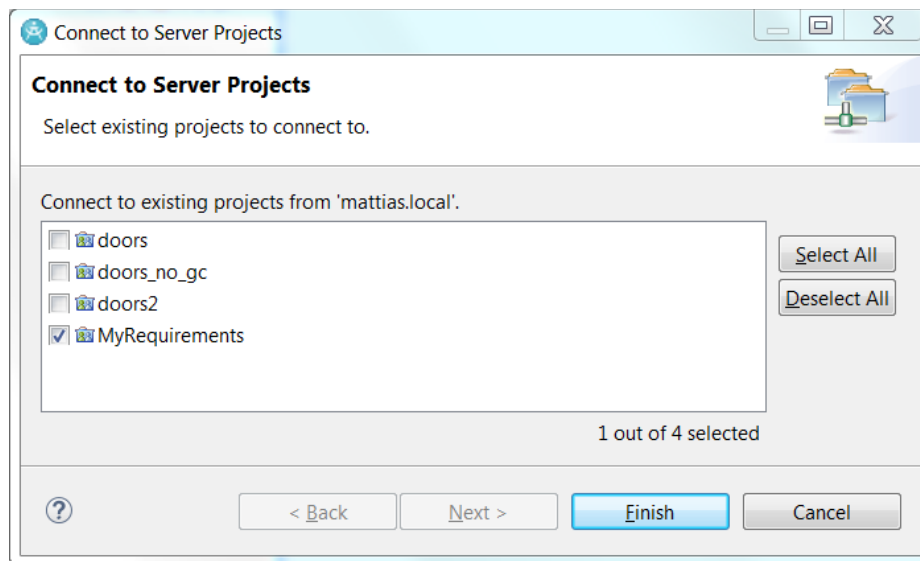 Connect to Server Projects
Connect to Server Projects
Select existing projects to connect to.
Connect to existing projects from 'mattias.local'.
doors
doors_no_gc
doors2
MyRequirements
Select All
Deselect All
1 out of 4 selected
?
< Back
Next >
Finish
Cancel